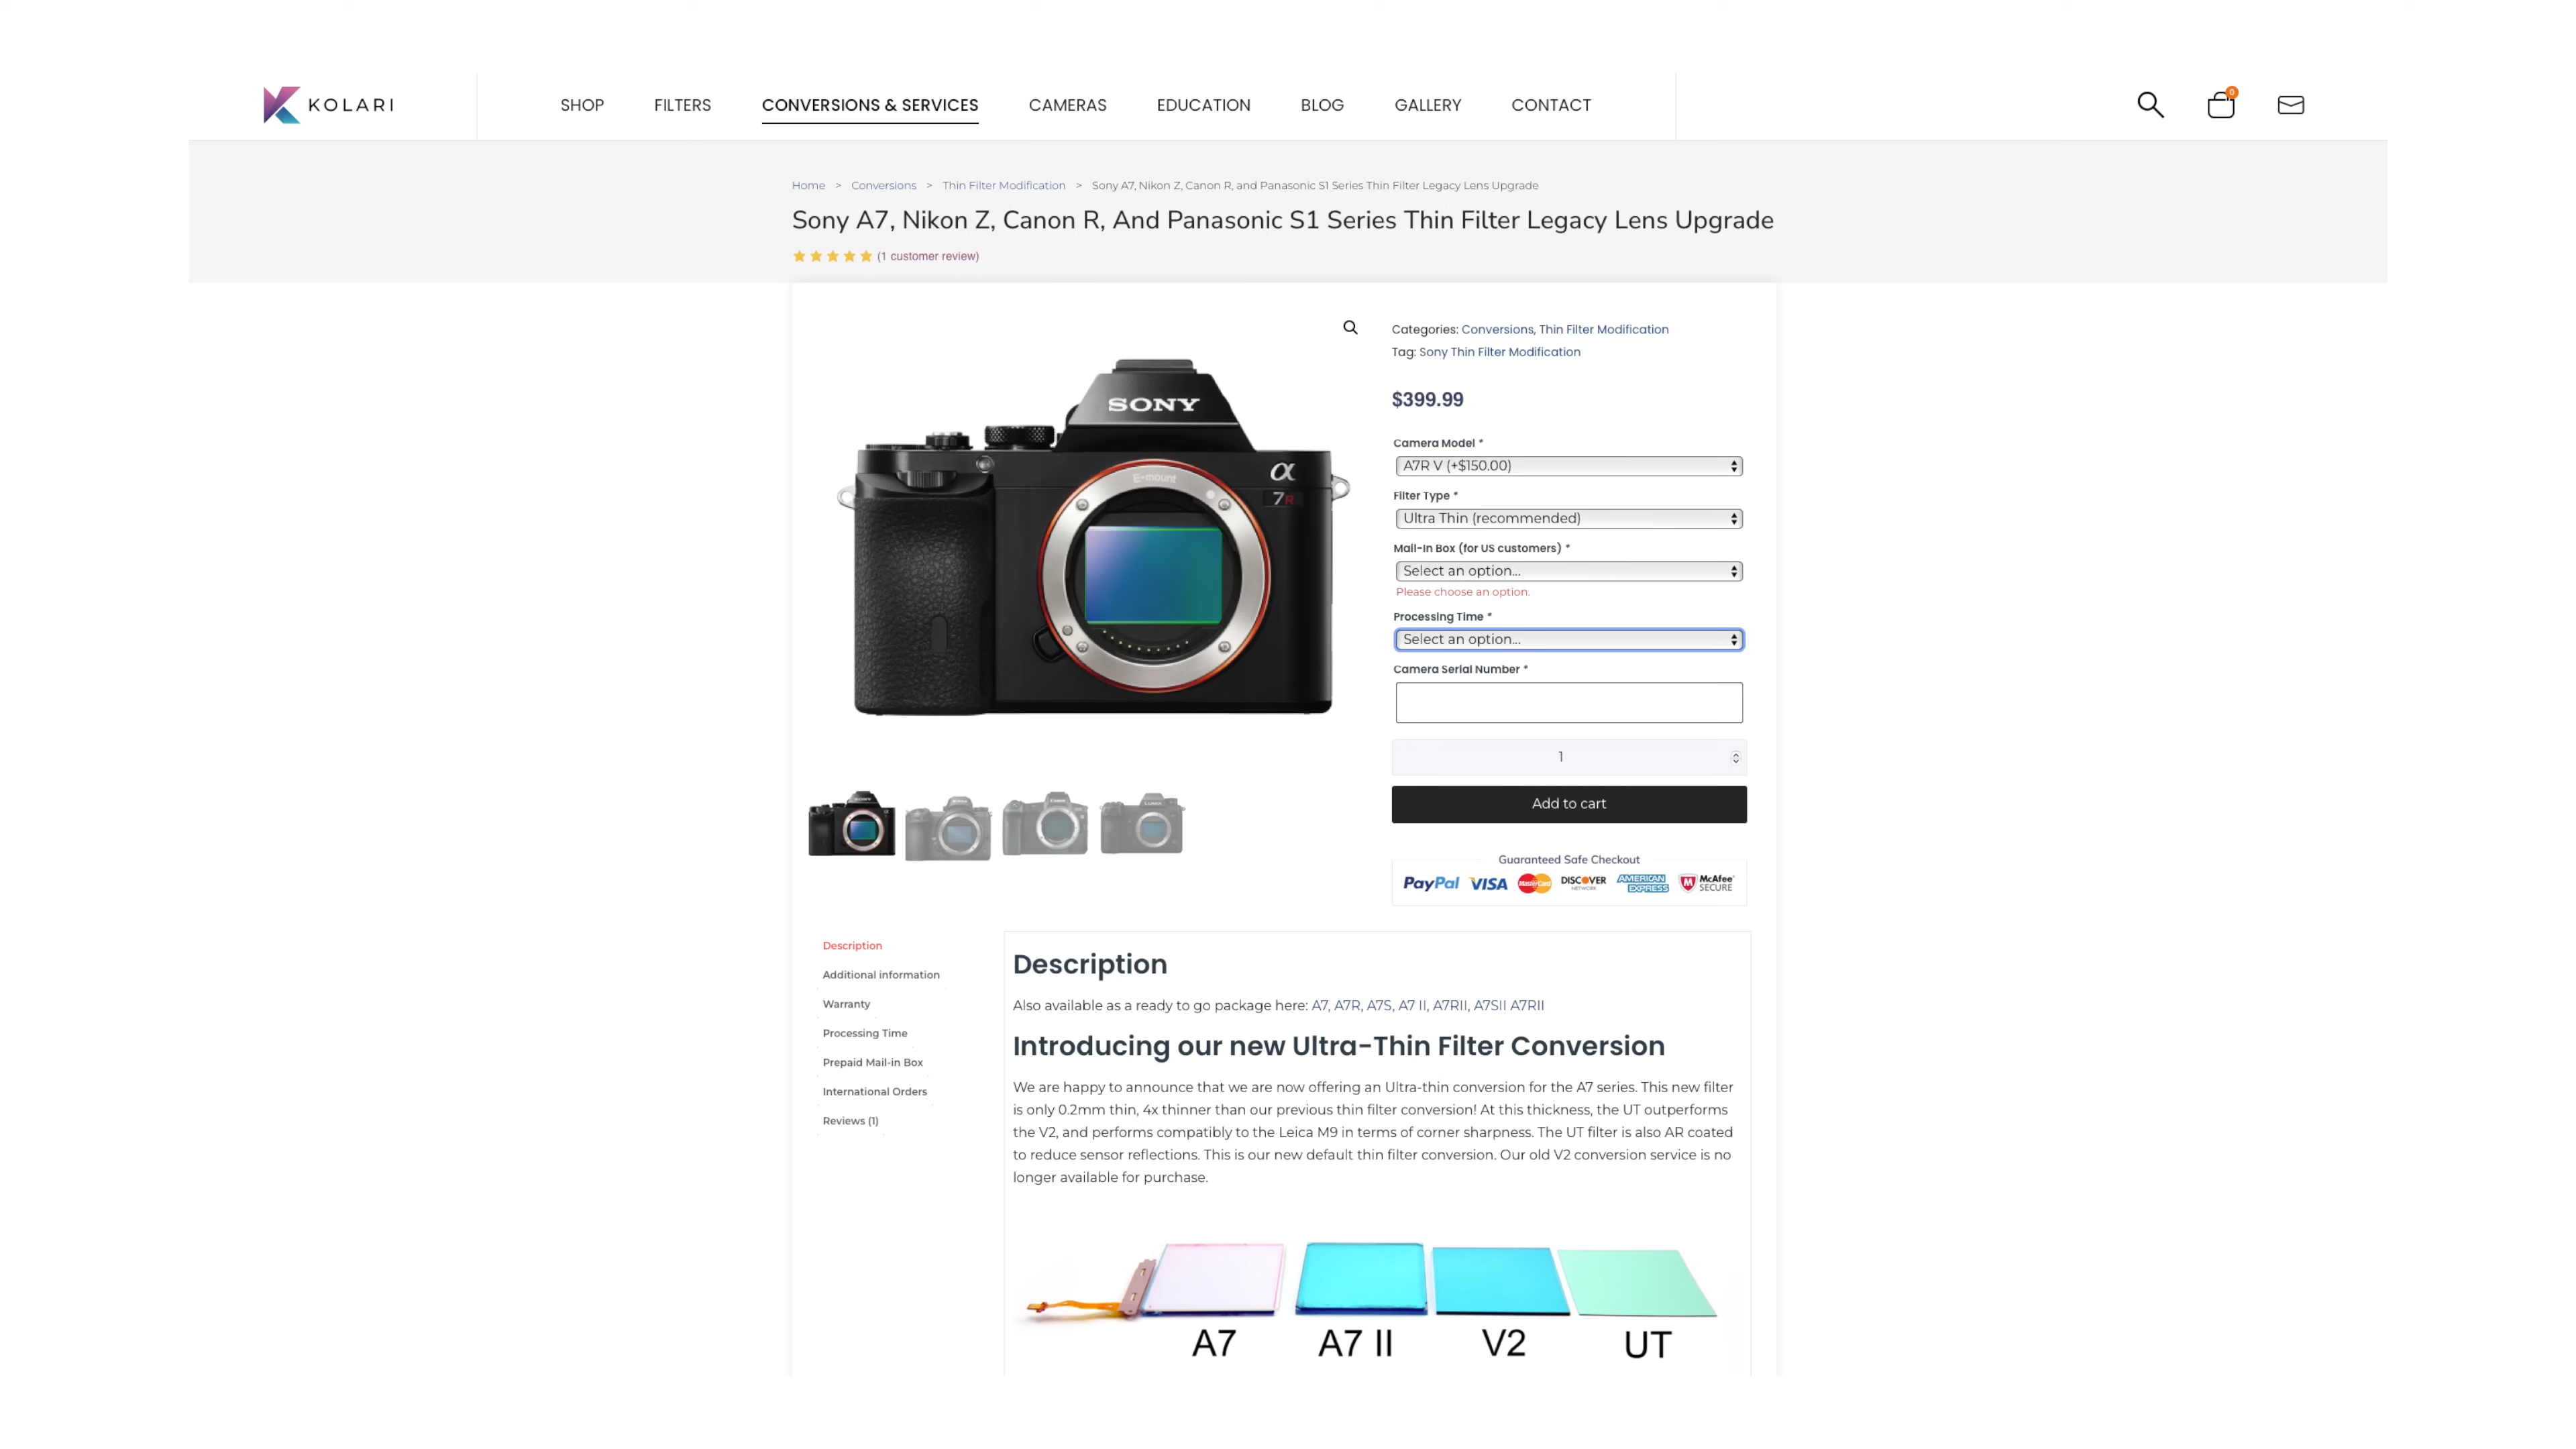 KOLARI
SHOP FILTERS CONVERSIONS & SERVICES CAMERAS EDUCATION BLOG GALLERY CONTACT
0
Home > Conversions > Thin Filter Modification > Sony A7, Nikon Z, Canon R, and Panasonic S1 Series Thin Filter Legacy Lens Upgrade
Sony A7, Nikon Z, Canon R, And Panasonic S1 Series Thin Filter Legacy Lens Upgrade
(1 customer review)
SONY
E-mount
α
7R
Categories: Conversions, Thin Filter Modification
Tag: Sony Thin Filter Modification
$399.99
Camera Model *
A7R V (+$150.00)
Filter Type *
Ultra Thin (recommended)
Mail-In Box (for US customers) *
Select an option...
Please choose an option.
Processing Time *
Select an option...
Camera Serial Number *
1
Add to cart
Guaranteed Safe Checkout
PayPal VISA MasterCard DISCOVER NETWORK AMERICAN EXPRESS McAfee SECURE
Description
Additional information
Warranty
Processing Time
Prepaid Mail-in Box
International Orders
Reviews (1)
Description
Also available as a ready to go package here: A7, A7R, A7S, A7 II, A7RII, A7SII A7RII
Introducing our new Ultra-Thin Filter Conversion
We are happy to announce that we are now offering an Ultra-thin conversion for the A7 series. This new filter
is only 0.2mm thin, 4x thinner than our previous thin filter conversion! At this thickness, the UT outperforms
the V2, and performs compatibly to the Leica M9 in terms of corner sharpness. The UT filter is also AR coated
to reduce sensor reflections. This is our new default thin filter conversion. Our old V2 conversion service is no
longer available for purchase.
A7 A7 II V2 UT